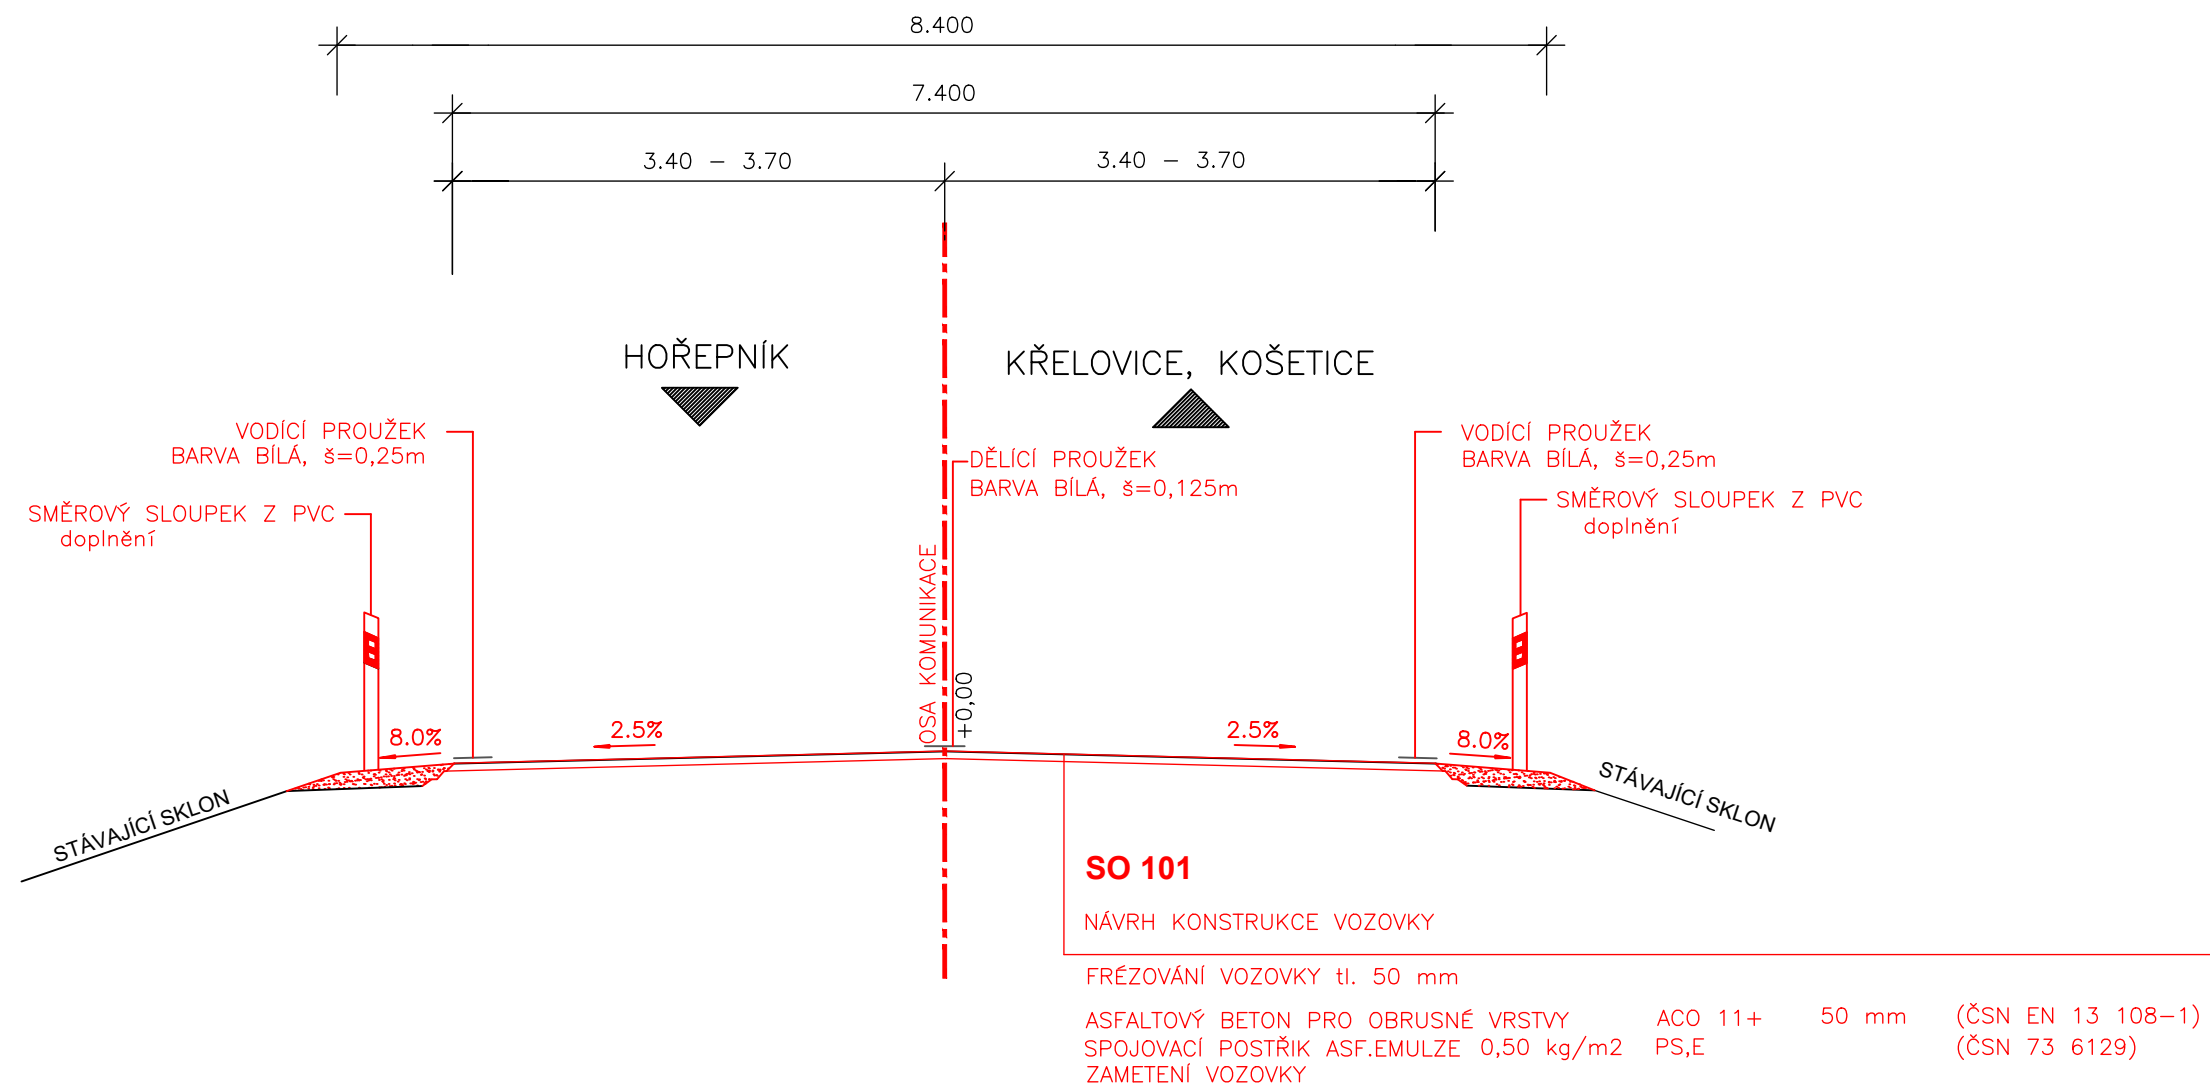 8.400
7.400
3.40 – 3.70
3.40 – 3.70
HOŘEPNÍK
KŘELOVICE, KOŠETICE
VODÍCÍ PROUŽEK
BARVA BÍLÁ, š=0,25m
SMĚROVÝ SLOUPEK Z PVC
doplnění
DĚLÍCÍ PROUŽEK
BARVA BÍLÁ, š=0,125m
VODÍCÍ PROUŽEK
BARVA BÍLÁ, š=0,25m
SMĚROVÝ SLOUPEK Z PVC
doplnění
OSA KOMUNIKACE
+0,00
8.0%
2.5%
2.5%
8.0%
STÁVAJÍCÍ SKLON
STÁVAJÍCÍ SKLON
SO 101
NÁVRH KONSTRUKCE VOZOVKY
FRÉZOVÁNÍ VOZOVKY tl. 50 mm
ASFALTOVÝ BETON PRO OBRUSNÉ VRSTVY ACO 11+ 50 mm (ČSN EN 13 108–1)
SPOJOVACÍ POSTŘIK ASF.EMULZE 0,50 kg/m2 PS,E (ČSN 73 6129)
ZAMETENÍ VOZOVKY